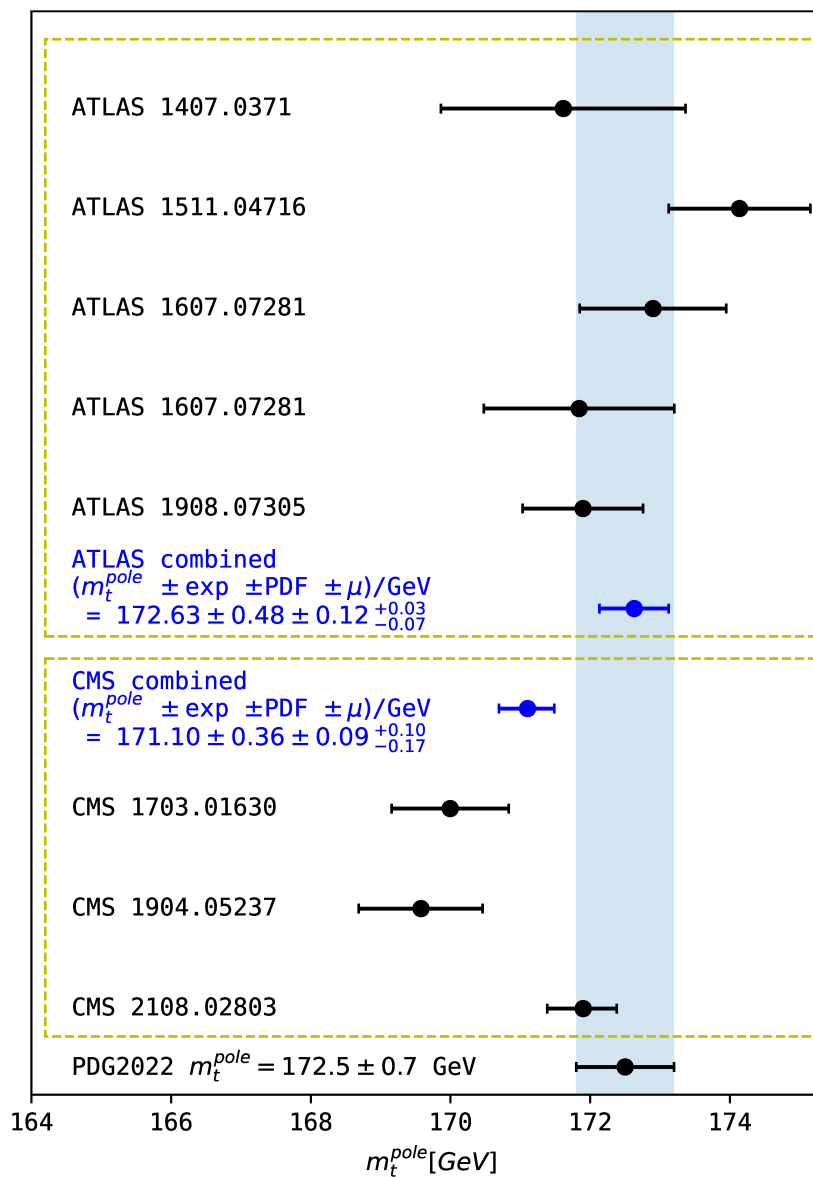 ATLAS 1407.0371
ATLAS 1511.04716
ATLAS 1607.07281
ATLAS 1607.07281
ATLAS 1908.07305
ATLAS combined
(m_t^{pole} ± exp ±PDF ± μ)/GeV
= 172.63 ± 0.48 ± 0.12 ^{+0.03}_{-0.07}
CMS combined
(m_t^{pole} ± exp ±PDF ± μ)/GeV
= 171.10 ± 0.36 ± 0.09 ^{+0.10}_{-0.17}
CMS 1703.01630
CMS 1904.05237
CMS 2108.02803
PDG2022 m_t^{pole} = 172.5 ± 0.7 GeV
164 166 168 170 172 174
m_t^{pole}[GeV]